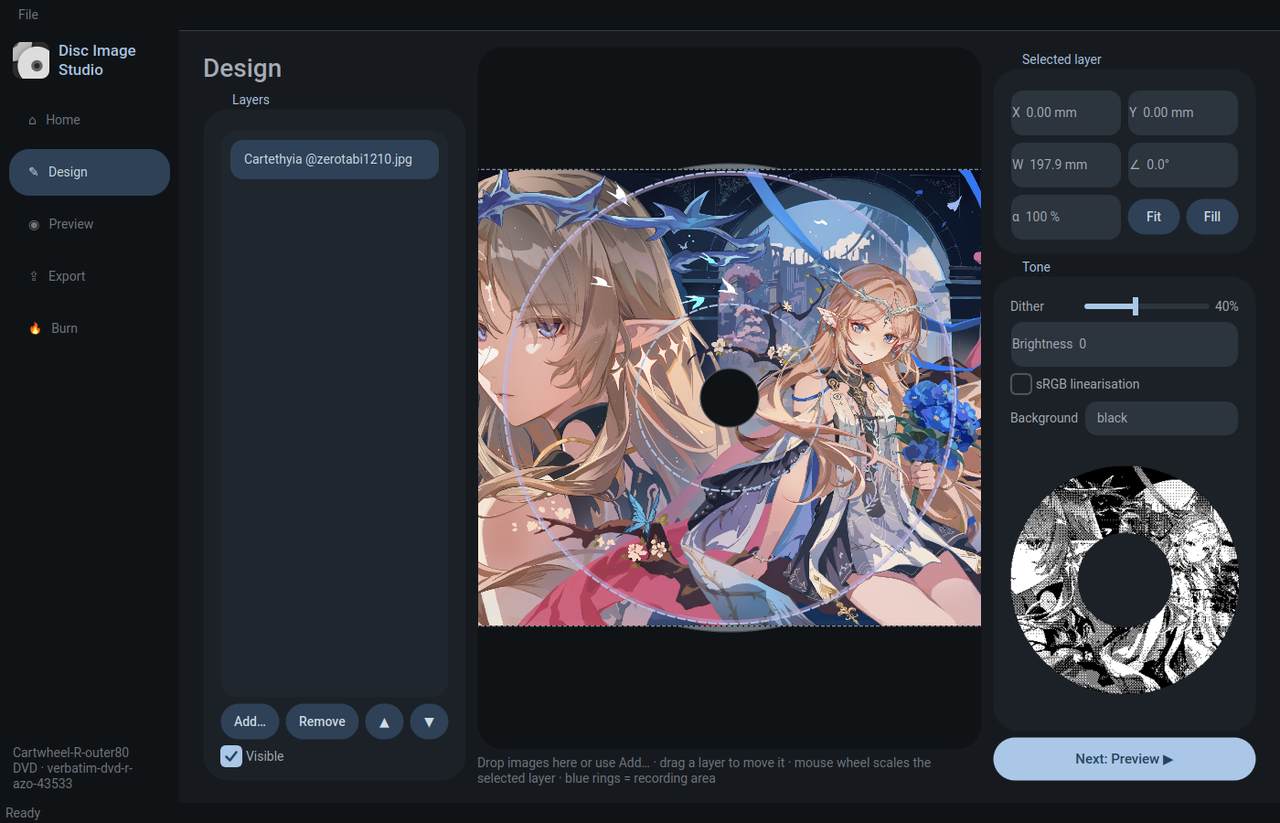 File
Disc Image
Studio
Home
Design
Preview
Export
Burn
Cartwheel-R-outer80
DVD · verbatim-dvd-r-
azo-43533
Ready
Design
Layers
Cartethyia @zerotabi1210.jpg
Add...
Remove
▲
▼
Visible
Drop images here or use Add... · drag a layer to move it · mouse wheel scales the
selected layer · blue rings = recording area
Selected layer
X 0.00 mm
Y 0.00 mm
W 197.9 mm
∠ 0.0°
α 100 %
Fit
Fill
Tone
Dither
40%
Brightness 0
sRGB linearisation
Background
black
Next: Preview ▶